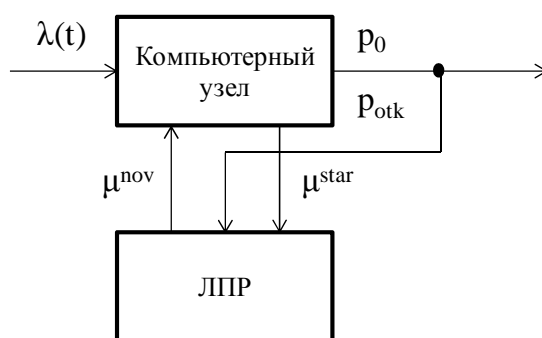 λ(t)
Компьютерный
узел
p₀
pₒₜₖ
μⁿᵒᵛ
μˢᵗᵃʳ
ЛПР